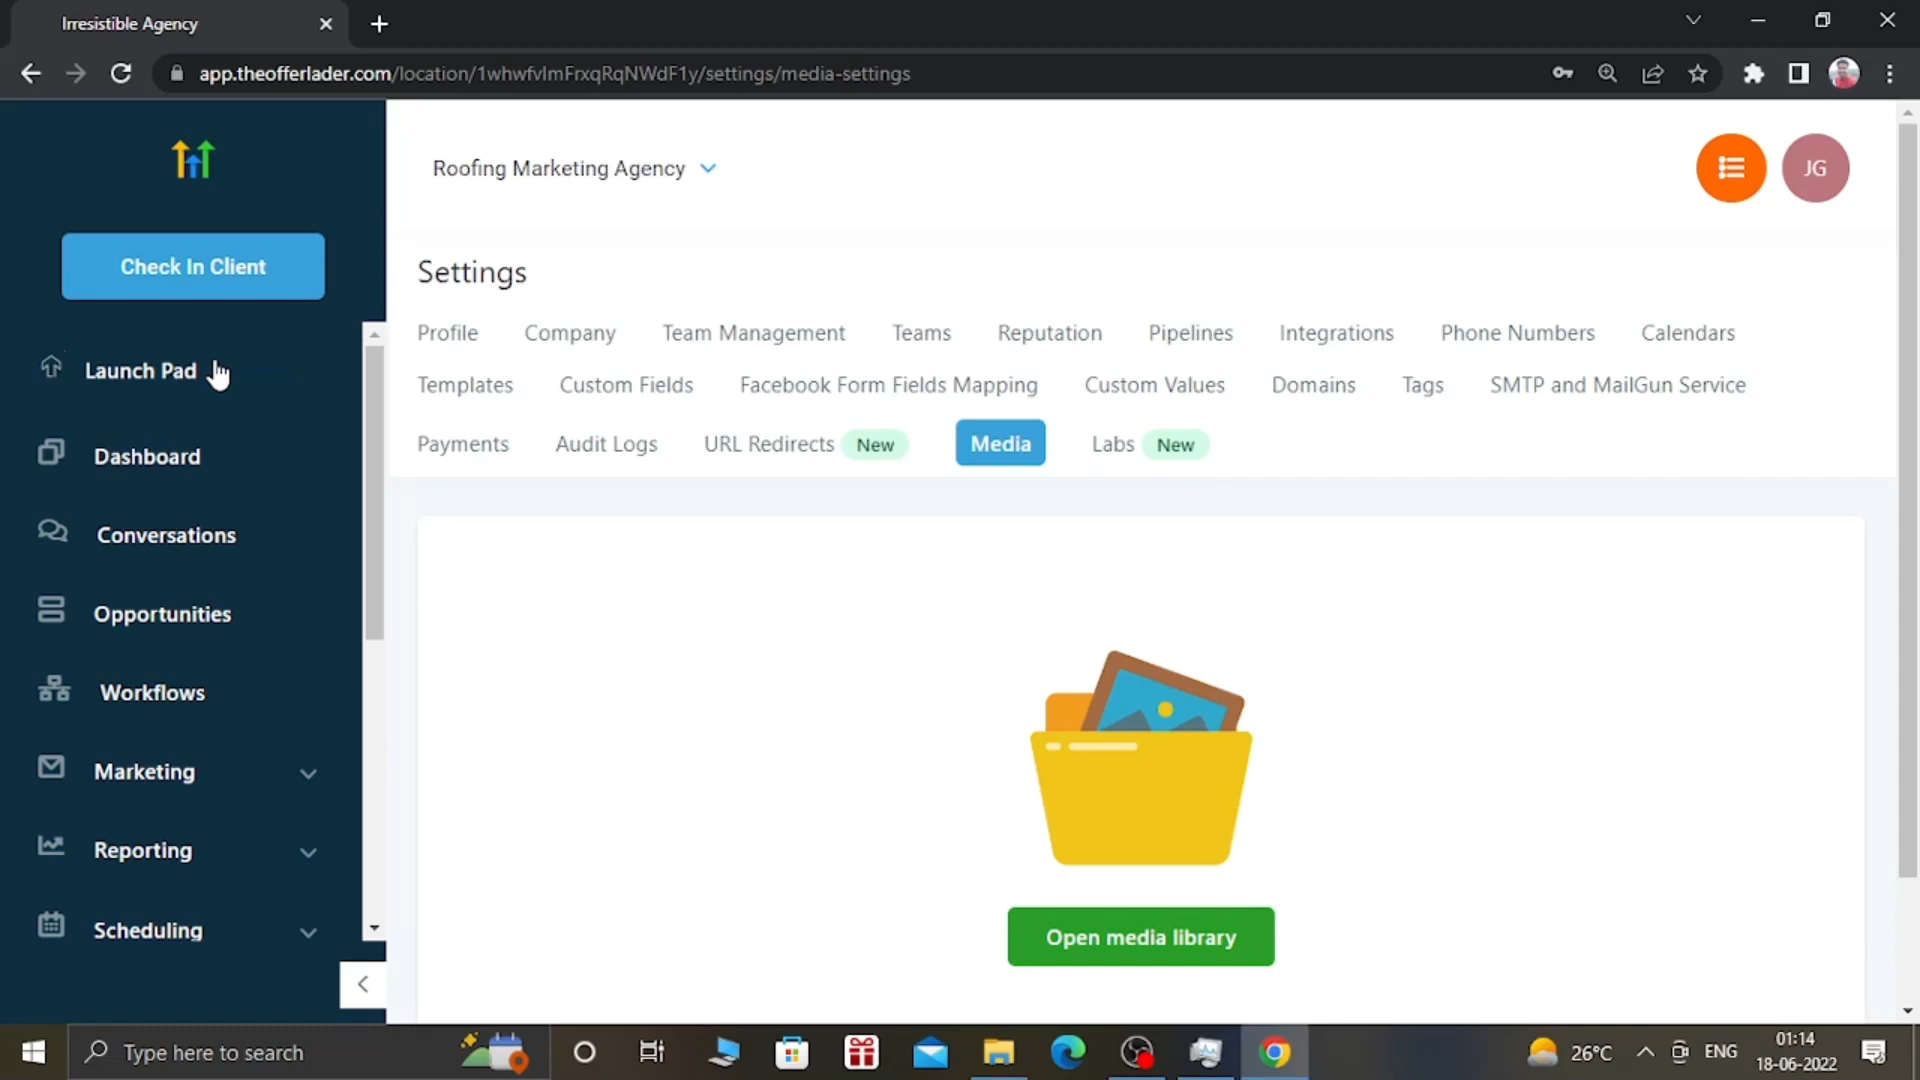 Irresistible Agency
app.theofferlader.com/location/1whwfvlmFrxqRqNWdF1y/settings/media-settings
Check In Client
Launch Pad
Dashboard
Conversations
Opportunities
Workflows
Marketing
Reporting
Scheduling
Roofing Marketing Agency
JG
Settings
Profile Company Team Management Teams Reputation Pipelines Integrations Phone Numbers Calendars
Templates Custom Fields Facebook Form Fields Mapping Custom Values Domains Tags SMTP and MailGun Service
Payments Audit Logs URL Redirects New Media Labs New
Open media library
Type here to search
26°C ENG
01:14
18-06-2022